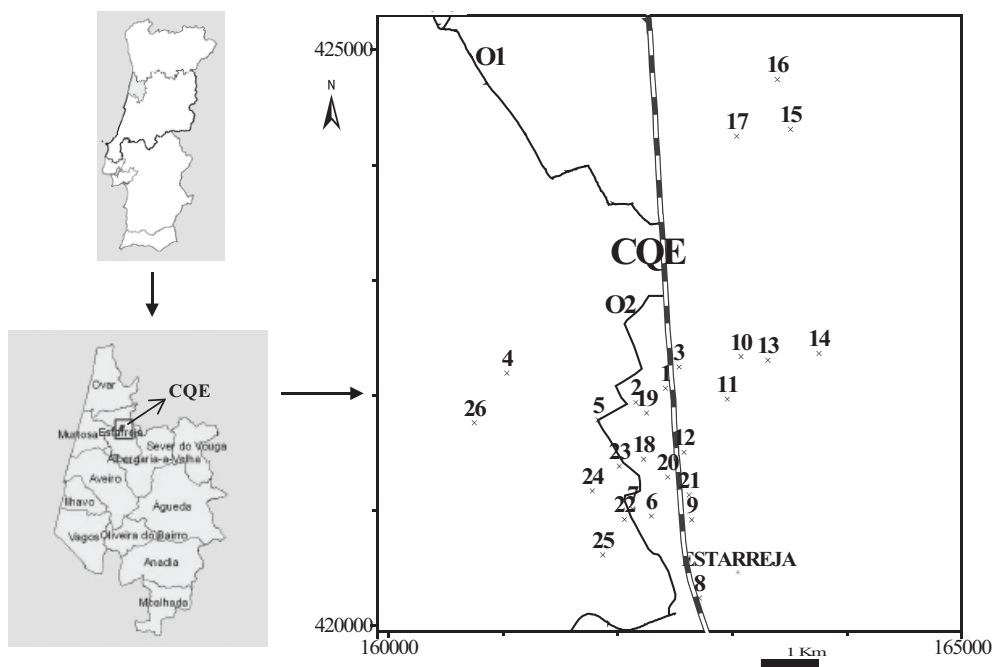 425000
O1
16
N
17
15
CQE
O2
3
10
13
14
4
1
11
2
19
5
26
12
18
23
20
24
21
7
22
6
9
25
ESTARREJA
8
420000
160000
165000
1 Km
Ovar
CQE
Murtosa
Estarreja
Sever do Vouga
Albergaria-a-Velha
Aveiro
Ílhavo
Águeda
Vagos
Oliveira do Bairro
Anadia
Mealhada